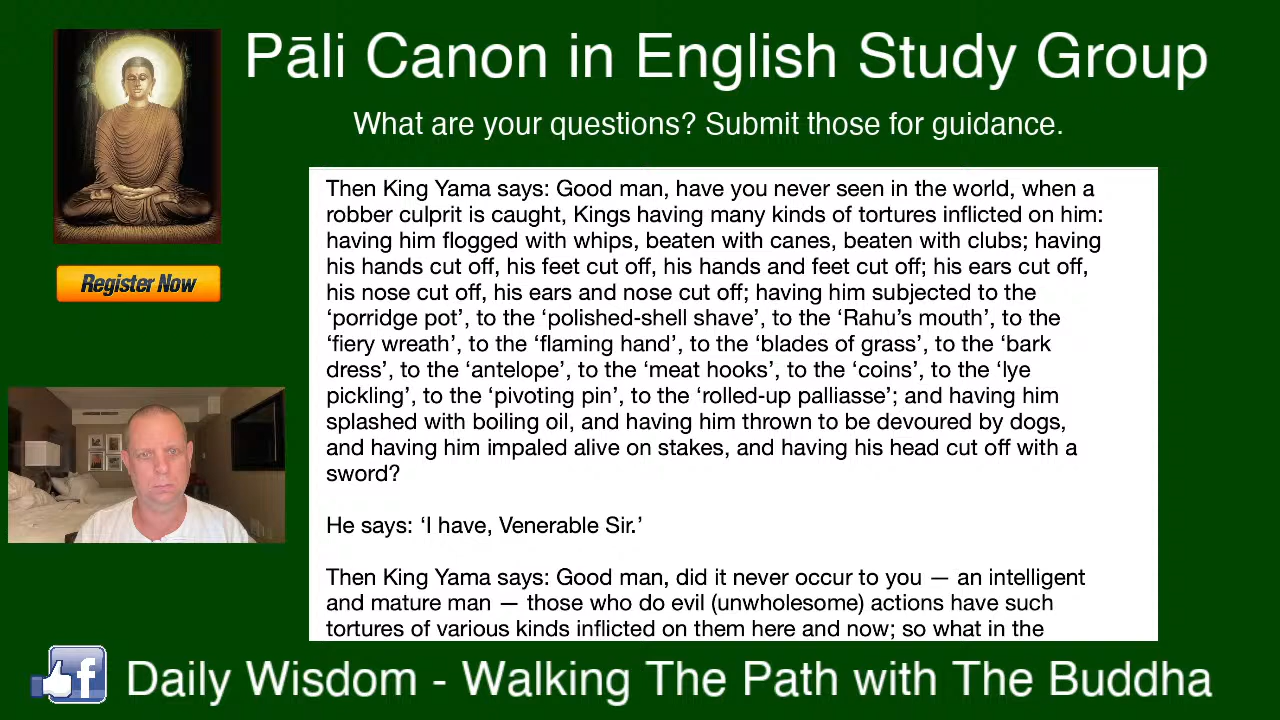 Pāli Canon in English Study Group
What are your questions? Submit those for guidance.
Register Now
Then King Yama says: Good man, have you never seen in the world, when a
robber culprit is caught, Kings having many kinds of tortures inflicted on him:
having him flogged with whips, beaten with canes, beaten with clubs; having
his hands cut off, his feet cut off, his hands and feet cut off; his ears cut off,
his nose cut off, his ears and nose cut off; having him subjected to the
‘porridge pot’, to the ‘polished-shell shave’, to the ‘Rahu’s mouth’, to the
‘fiery wreath’, to the ‘flaming hand’, to the ‘blades of grass’, to the ‘bark
dress’, to the ‘antelope’, to the ‘meat hooks’, to the ‘coins’, to the ‘lye
pickling’, to the ‘pivoting pin’, to the ‘rolled-up palliasse’; and having him
splashed with boiling oil, and having him thrown to be devoured by dogs,
and having him impaled alive on stakes, and having his head cut off with a
sword?
He says: ‘I have, Venerable Sir.’
Then King Yama says: Good man, did it never occur to you — an intelligent
and mature man — those who do evil (unwholesome) actions have such
tortures of various kinds inflicted on them here and now; so what in the
f
Daily Wisdom - Walking The Path with The Buddha